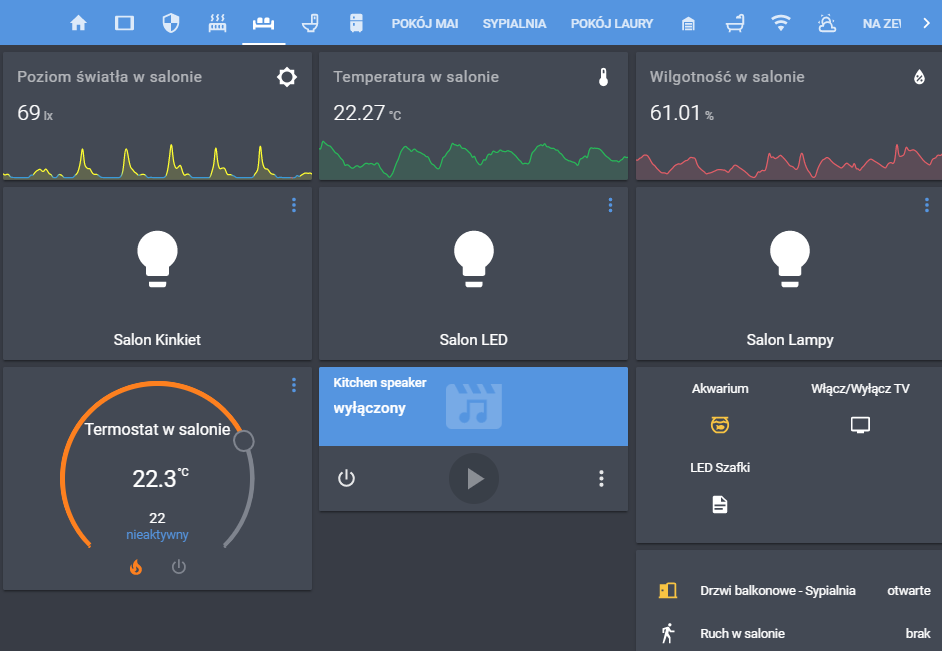 POKÓJ MAI
SYPIALNIA
POKÓJ LAURY
NA ZEW
Poziom światła w salonie
69 lx
Temperatura w salonie
22.27 °C
Wilgotność w salonie
61.01 %
Salon Kinkiet
Salon LED
Salon Lampy
Termostat w salonie
22.3 °C
22
nieaktywny
Kitchen speaker
wyłączony
Akwarium
Włącz/Wyłącz TV
LED Szafki
Drzwi balkonowe - Sypialnia
otwarte
Ruch w salonie
brak